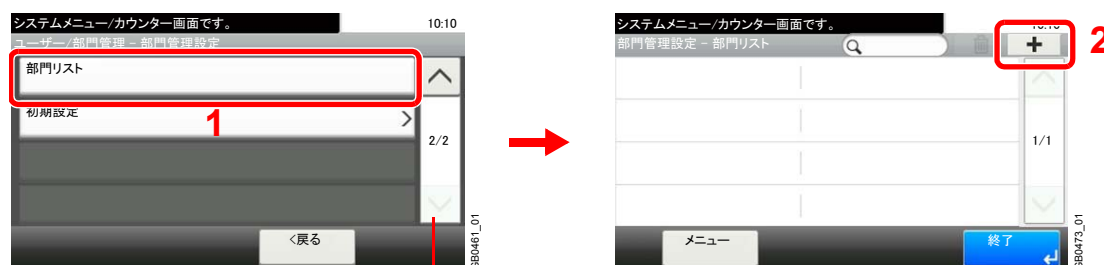 システムメニュー/カウンター画面です。
10:10
ユーザー/部門管理 - 部門管理設定
部門リスト
初期設定
1
2/2
<戻る
GB0461_01
システムメニュー/カウンター画面です。
10:10
部門管理設定 - 部門リスト
+
2
1/1
メニュー
終了
GB0473_01